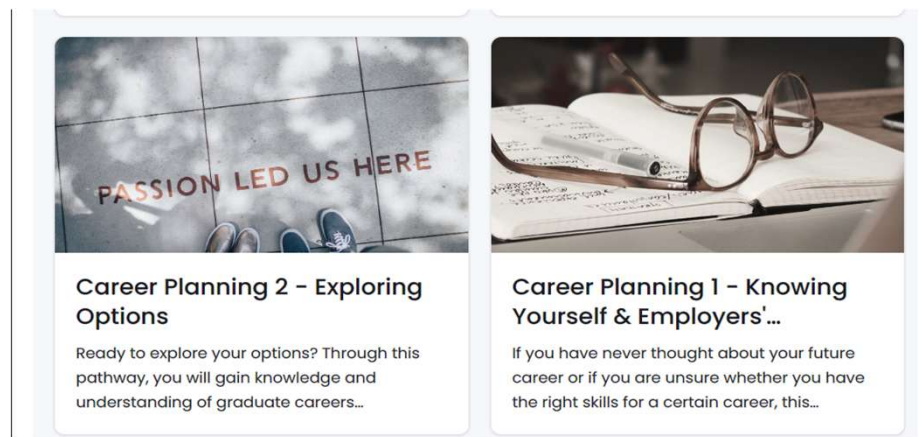 PASSION LED US HERE
Career Planning 2 - Exploring
Options
Ready to explore your options? Through this
pathway, you will gain knowledge and
understanding of graduate careers...
Career Planning 1 - Knowing
Yourself & Employers'...
If you have never thought about your future
career or if you are unsure whether you have
the right skills for a certain career, this...